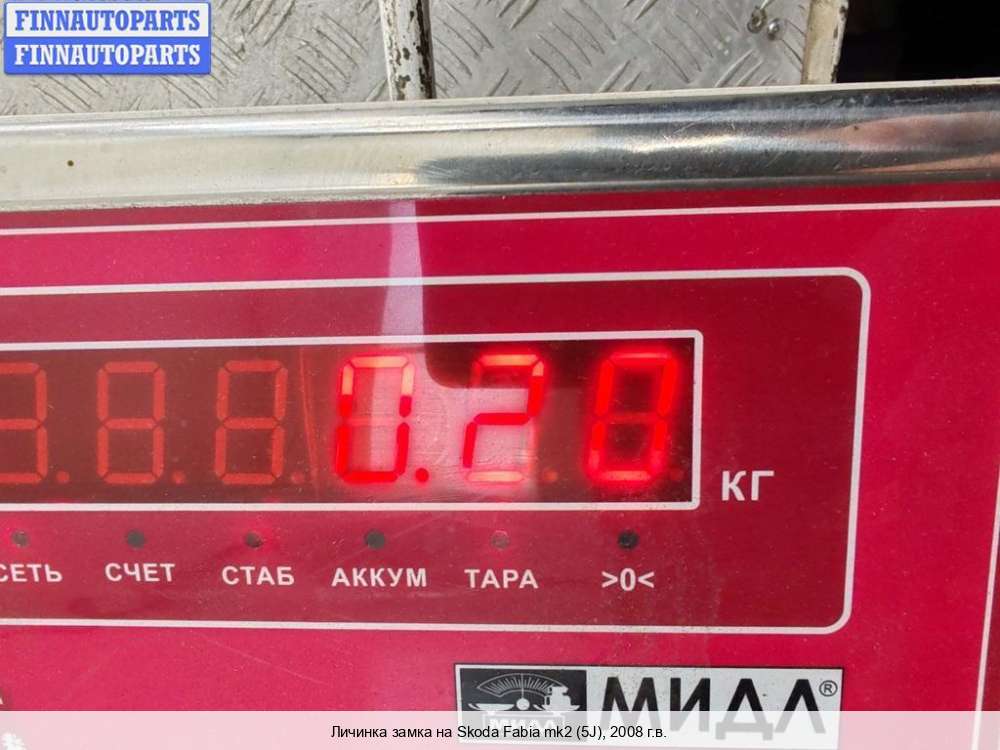 FINNAUTOPARTS
FINNAUTOPARTS
0.20 КГ
СЕТЬ СЧЕТ СТАБ АККУМ ТАРА >0<
МИДЛ®
МИДЛ
Личинка замка на Skoda Fabia mk2 (5J), 2008 г.в.